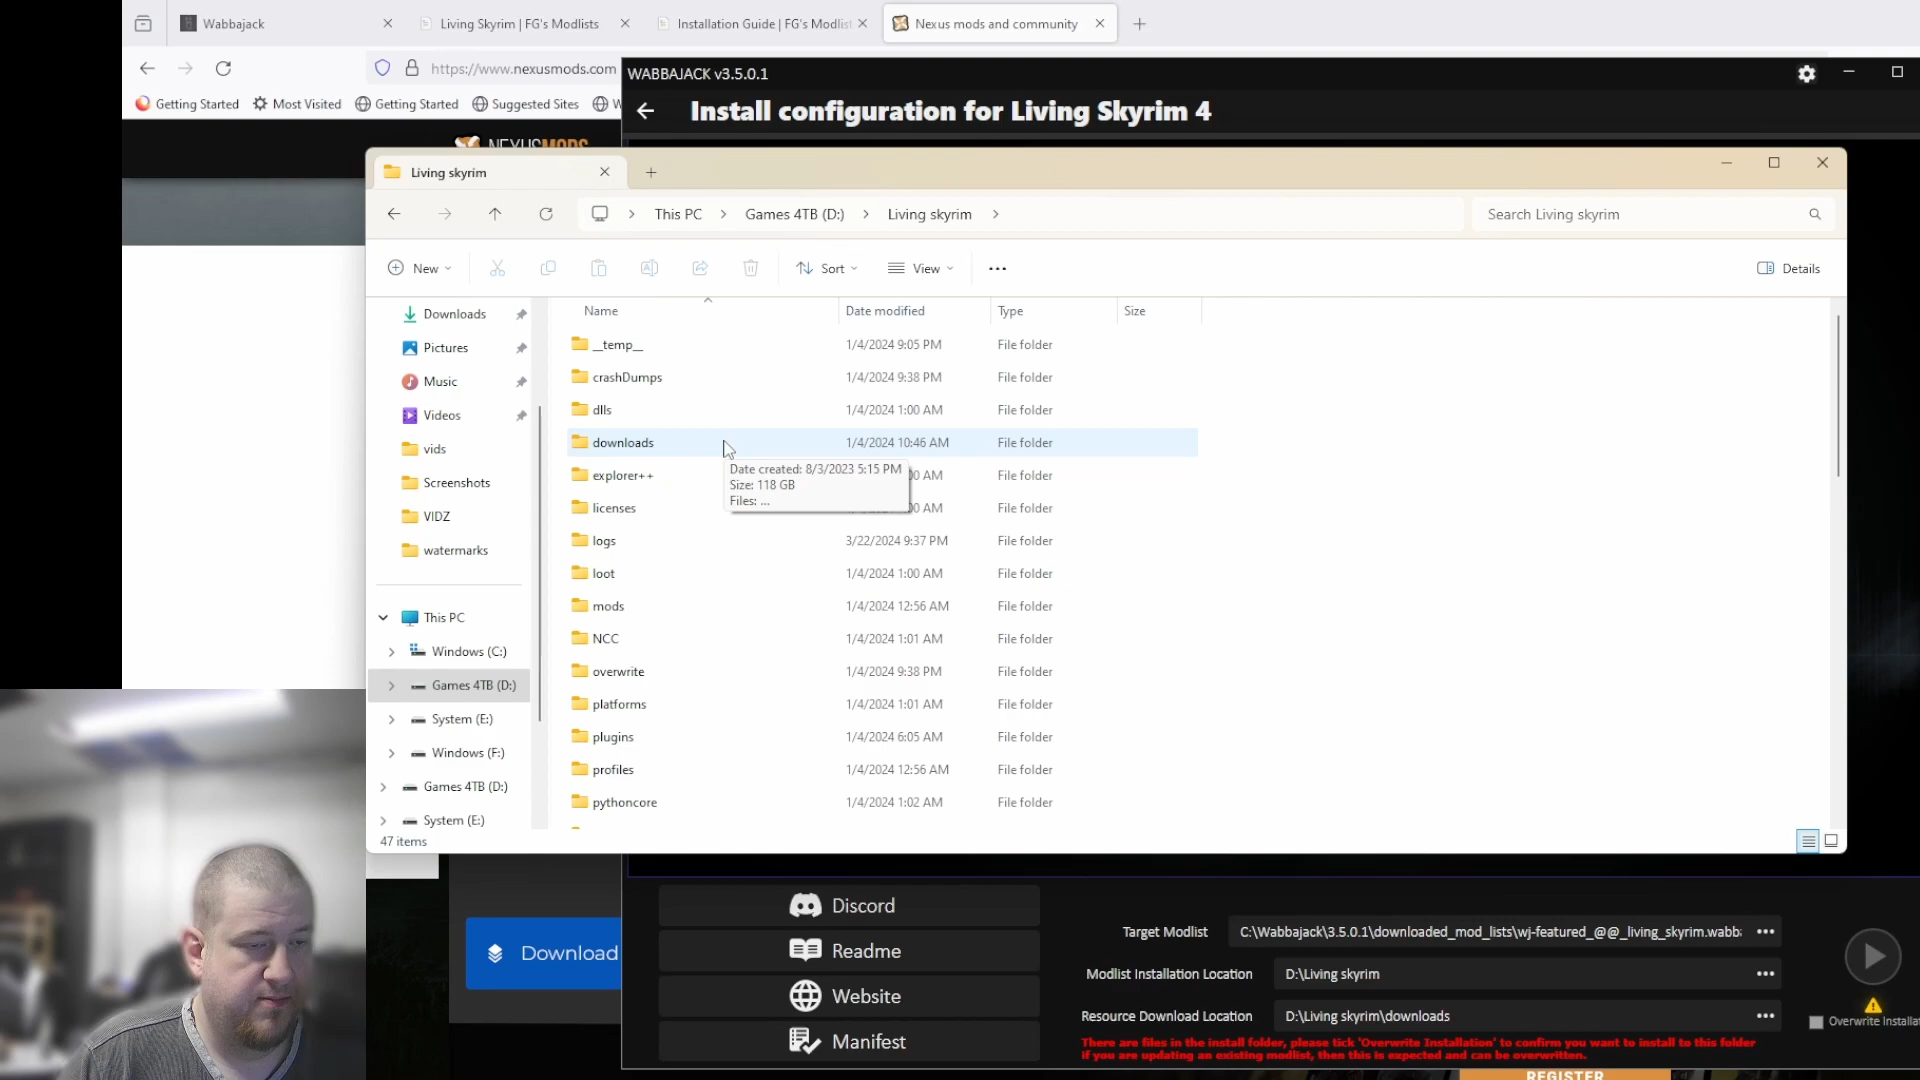 Wabbajack
Living Skyrim | FG's Modlists
Installation Guide | FG's Modlist
Nexus mods and community
https://www.nexusmods.com
Getting Started
Most Visited
Getting Started
Suggested Sites
W
WABBAJACK v3.5.0.1
Install configuration for Living Skyrim 4
NEXUSMODS
Living skyrim
This PC
Games 4TB (D:)
Living skyrim
Search Living skyrim
New
Sort
View
Details
Name
Date modified
Type
Size
Downloads
Pictures
Music
Videos
vids
Screenshots
VIDZ
watermarks
This PC
Windows (C:)
Games 4TB (D:)
System (E:)
Windows (F:)
Games 4TB (D:)
System (E:)
__temp__ 1/4/2024 9:05 PM File folder
crashDumps 1/4/2024 9:38 PM File folder
dlls 1/4/2024 1:00 AM File folder
downloads 1/4/2024 10:46 AM File folder
Date created: 8/3/2023 5:15 PM
Size: 118 GB
Files: ...
explorer++ 00 AM File folder
licenses 00 AM File folder
logs 3/22/2024 9:37 PM File folder
loot 1/4/2024 1:00 AM File folder
mods 1/4/2024 12:56 AM File folder
NCC 1/4/2024 1:01 AM File folder
overwrite 1/4/2024 9:38 PM File folder
platforms 1/4/2024 1:01 AM File folder
plugins 1/4/2024 6:05 AM File folder
profiles 1/4/2024 12:56 AM File folder
pythoncore 1/4/2024 1:02 AM File folder
47 items
Download
Discord
Readme
Website
Manifest
Target Modlist C:\Wabbajack\3.5.0.1\downloaded_mod_lists\wj-featured_@@_living_skyrim.wabb
Modlist Installation Location D:\Living skyrim
Resource Download Location D:\Living skyrim\downloads
Overwrite Installat
There are files in the install folder, please tick 'Overwrite Installation' to confirm you want to install to this folder
if you are updating an existing modlist, then this is expected and can be overwritten.
REGISTER